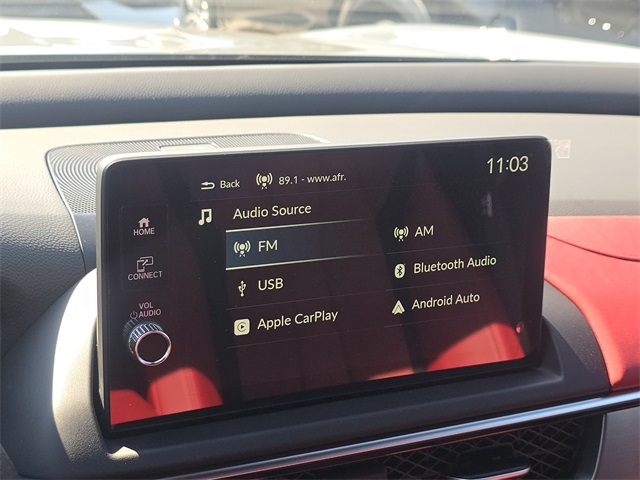 Back 89.1 - www.afr. 11:03
Audio Source
HOME
FM
AM
CONNECT
USB
Bluetooth Audio
VOL
AUDIO
Apple CarPlay
Android Auto